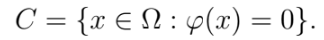 C = {x ∈ Ω : φ(x) = 0}.